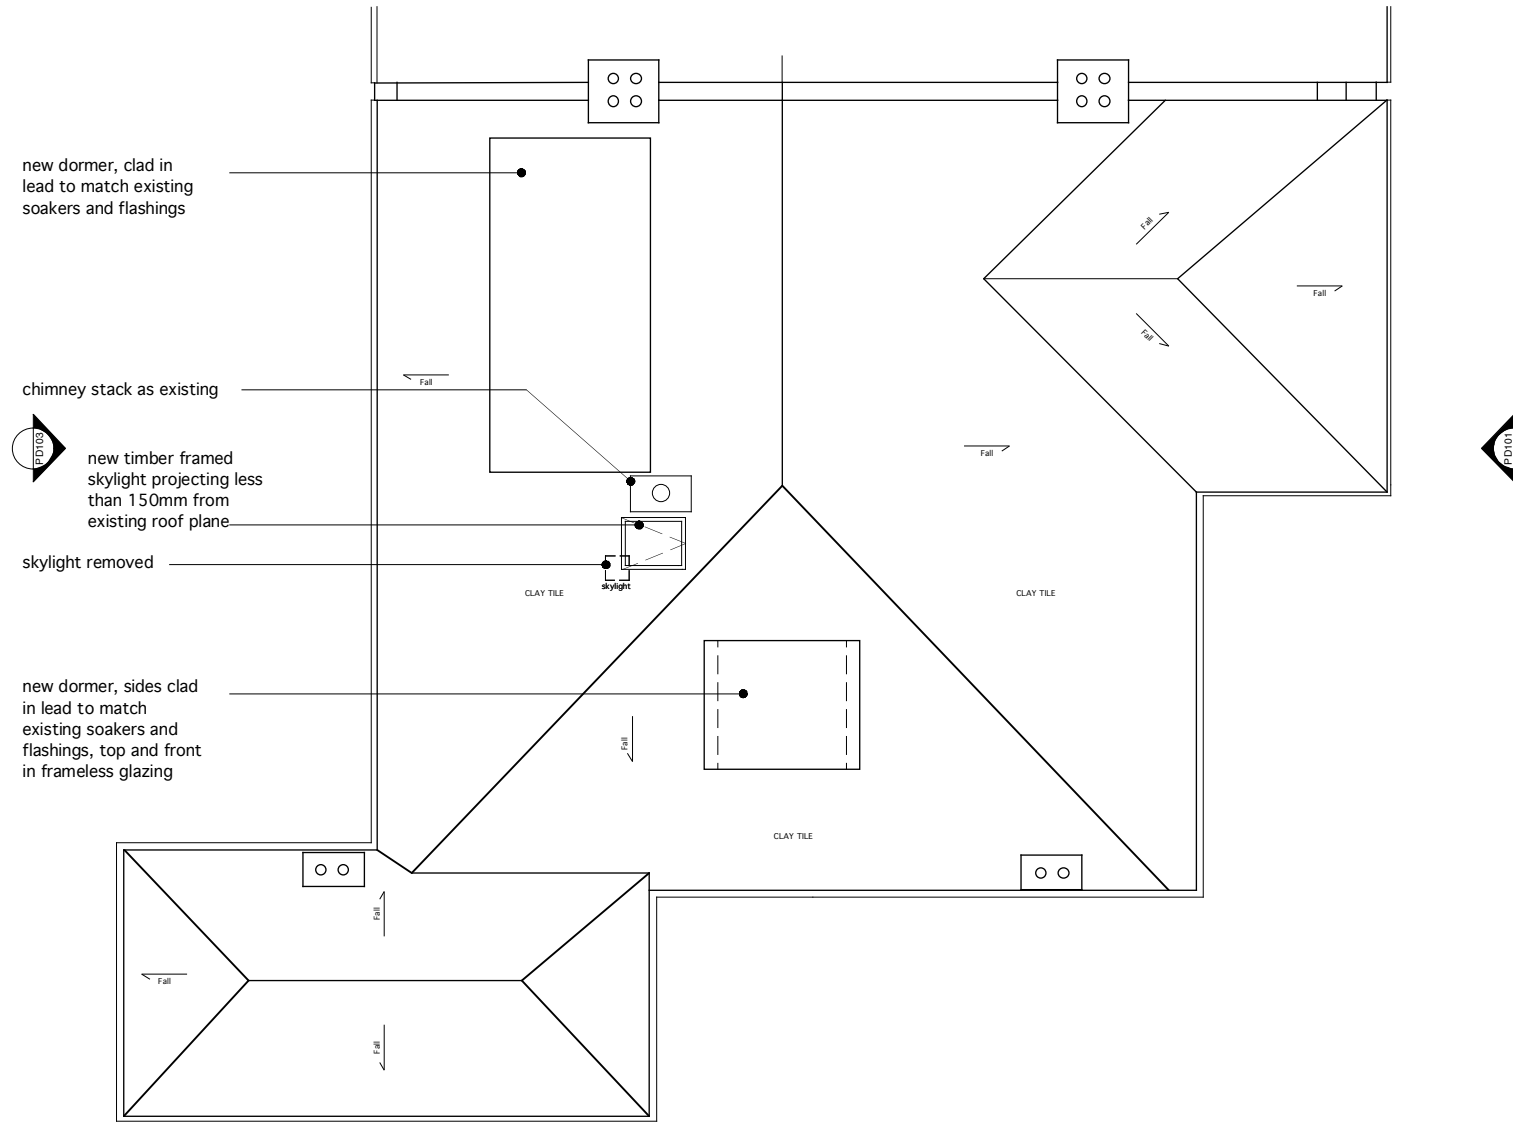 new dormer, clad in
lead to match existing
soakers and flashings
Fall
Fall
Fall
Fall
chimney stack as existing
PD103
PD101
Fall
new timber framed
skylight projecting less
than 150mm from
existing roof plane
skylight removed
skylight
CLAY TILE
CLAY TILE
new dormer, sides clad
in lead to match
existing soakers and
flashings, top and front
in frameless glazing
Fall
CLAY TILE
Fall
Fall
Fall